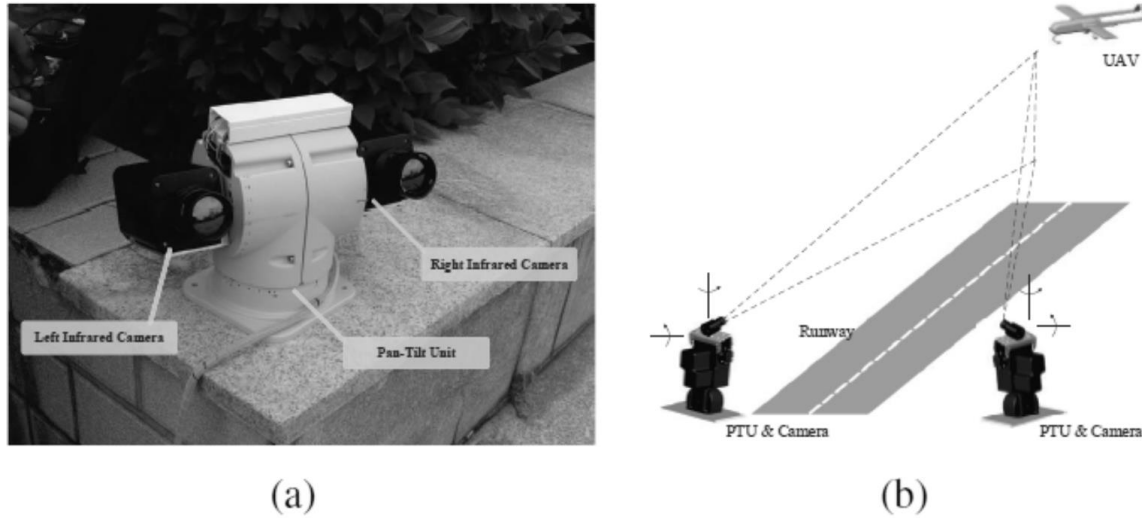 UAV
Right Infrared Camera
Left Infrared Camera
Pan-Tilt Unit
Runway
PTU & Camera
PTU & Camera
(a)
(b)